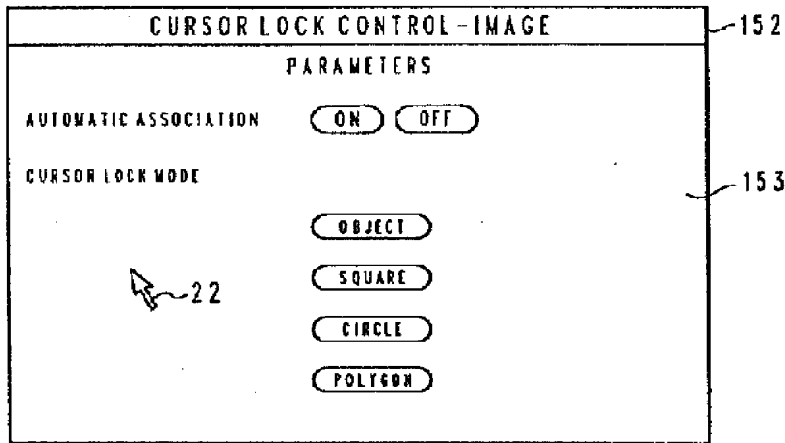 CURSOR LOCK CONTROL-IMAGE
152
PARAMETERS
AUTOMATIC ASSOCIATION ON OFF
CURSOR LOCK MODE
153
OBJECT
SQUARE
22
CIRCLE
POLYGON